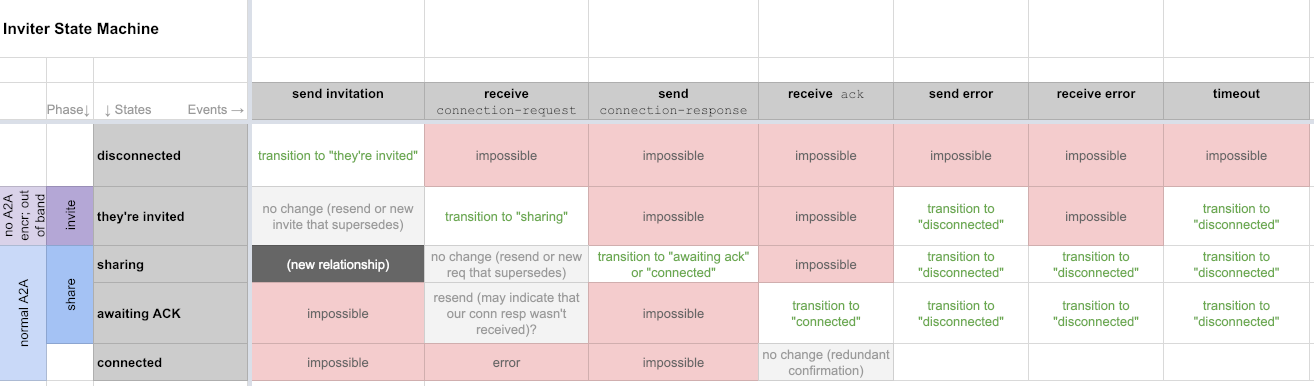 Inviter State Machine
Phase↓ ↓ States Events →
send invitation
receive
connection-request
send
connection-response
receive ack
send error
receive error
timeout
disconnected
transition to "they're invited"
impossible
impossible
impossible
impossible
impossible
impossible
no A2A
encr; out
of band
invite
they're invited
no change (resend or new
invite that supersedes)
transition to "sharing"
impossible
impossible
transition to
"disconnected"
impossible
transition to
"disconnected"
normal A2A
share
sharing
(new relationship)
no change (resend or new
req that supersedes)
transition to "awaiting ack"
or "connected"
impossible
transition to
"disconnected"
transition to
"disconnected"
transition to
"disconnected"
awaiting ACK
impossible
resend (may indicate that
our conn resp wasn't
received)?
impossible
transition to
"connected"
transition to
"disconnected"
transition to
"disconnected"
transition to
"disconnected"
connected
impossible
error
impossible
no change (redundant
confirmation)